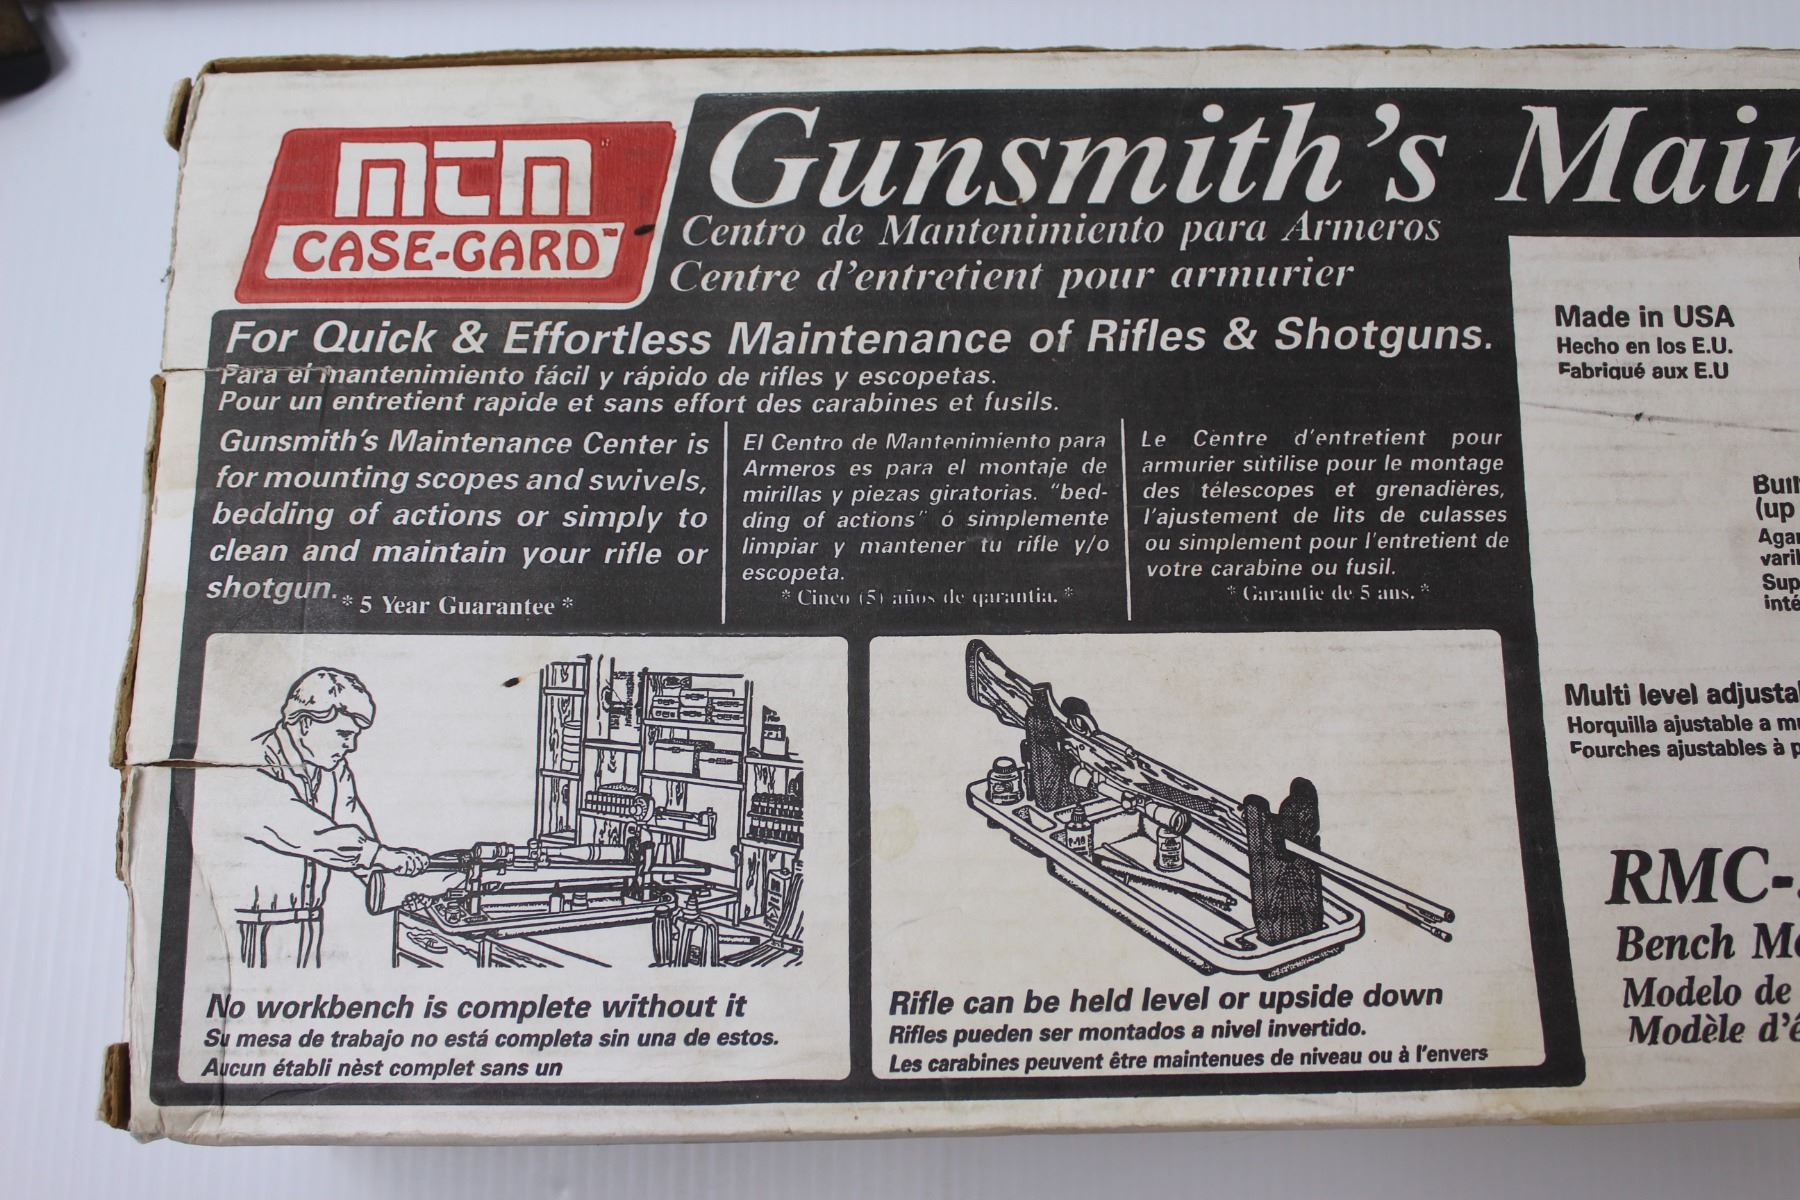 MTM
CASE-GARD™
Gunsmith's
Centro de Mantenimiento para Armeros
Centre d'entretient pour armurier
For Quick & Effortless Maintenance of Rifles & Shotguns.
Para el mantenimiento fácil y rápido de rifles y escopetas.
Pour un entretient rapide et sans effort des carabines et fusils.
Gunsmith's Maintenance Center is
for mounting scopes and swivels,
bedding of actions or simply to
clean and maintain your rifle or
shotgun.
* 5 Year Guarantee *
El Centro de Mantenimiento para
Armeros es para el montaje de
mirillas y piezas giratorias. "bed-
ding of actions" ó simplemente
limpiar y mantener tu rifle y/o
escopeta.
* Cinco (5) años de garantia. *
Le Centre d'entretient pour
armurier sùtilise pour le montage
des télescopes et grenadières,
l'ajustement de lits de culasses
ou simplement pour l'entretient de
votre carabine ou fusil.
* Garantie de 5 ans. *
No workbench is complete without it
Su mesa de trabajo no está completa sin una de estos.
Aucun établi nèst complet sans un
Rifle can be held level or upside down
Rifles pueden ser montados a nivel invertido.
Les carabines peuvent être maintenues de niveau ou à l'envers
Made in USA
Hecho en los E.U.
Fabriqué aux E.U
(up
Multi level
Horquilla ajustable a
Fourches ajustables à
RMC-
Bench
Modelo de
Modèle